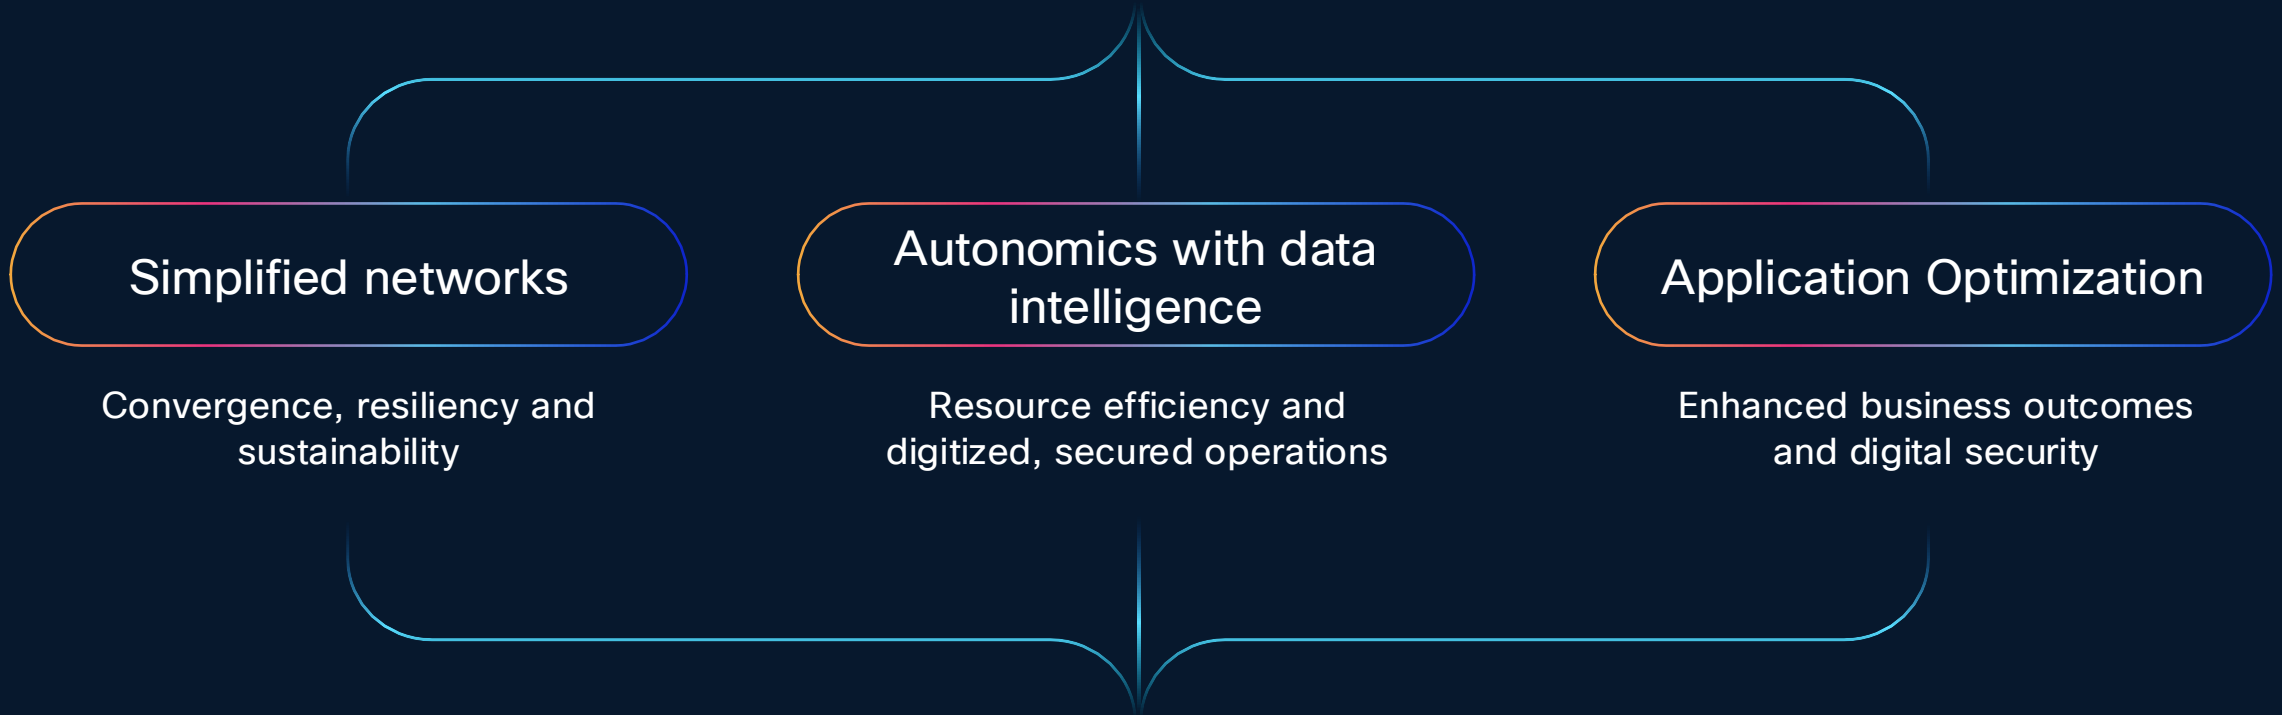 Simplified networks
Convergence, resiliency and
sustainability
Autonomics with data
intelligence
Resource efficiency and
digitized, secured operations
Application Optimization
Enhanced business outcomes
and digital security